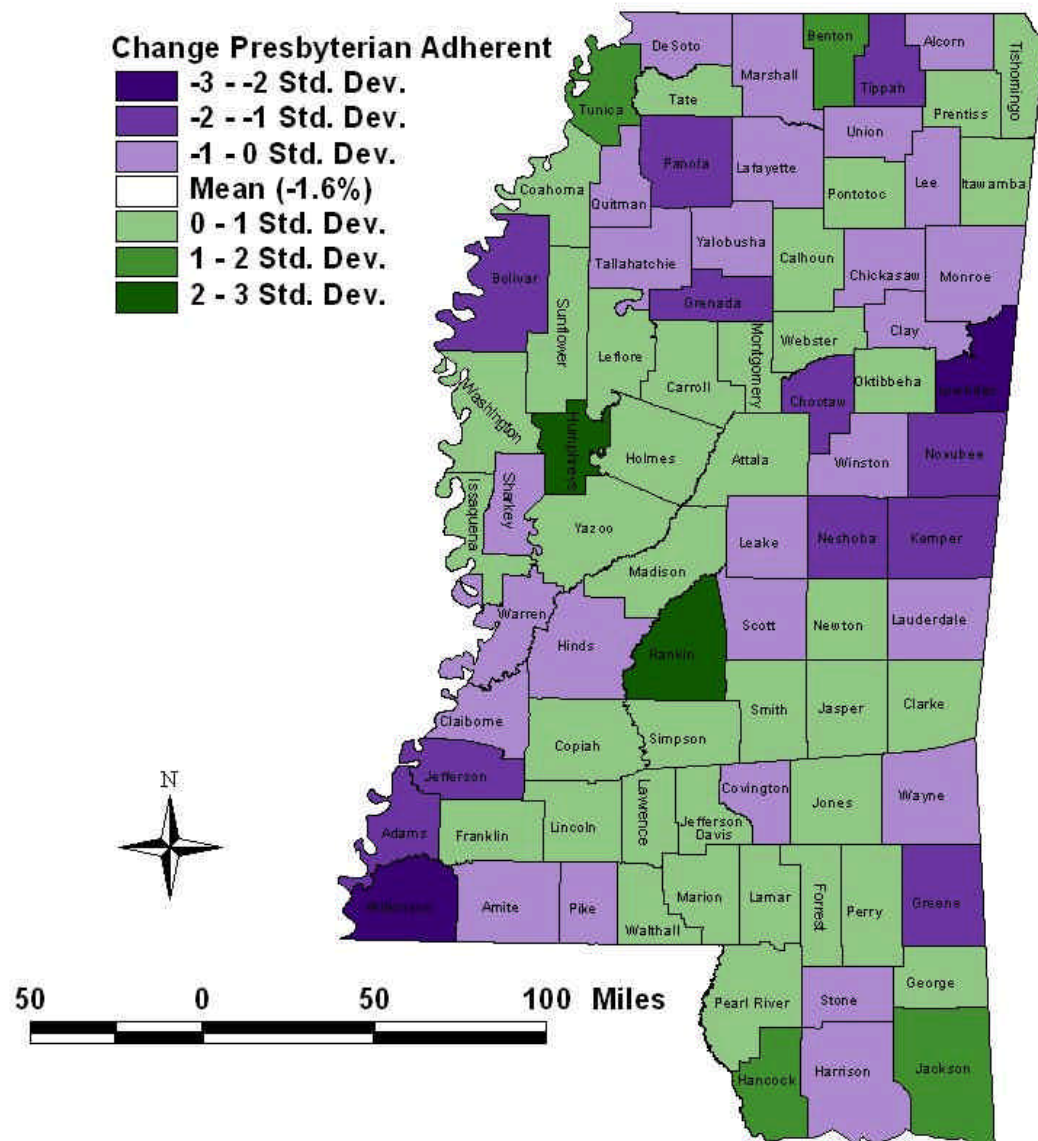 Change Presbyterian Adherent
-3 - -2 Std. Dev.
-2 - -1 Std. Dev.
-1 - 0 Std. Dev.
Mean (-1.6%)
0 - 1 Std. Dev.
1 - 2 Std. Dev.
2 - 3 Std. Dev.
DeSoto
Marshall
Benton
Tippah
Alcorn
Tishomingo
Tunica
Tate
Prentiss
Union
Panola
Lafayette
Coahoma
Quitman
Pontotoc
Lee
Itawamba
Yalobusha
Tallahatchie
Calhoun
Chickasaw
Monroe
Bolivar
Grenada
Sunflower
Leflore
Montgomery
Webster
Clay
Carroll
Oktibbeha
Choctaw
Washington
Humphreys
Holmes
Attala
Winston
Noxubee
Issaquena
Sharkey
Yazoo
Leake
Neshoba
Kemper
Madison
Warren
Hinds
Rankin
Scott
Newton
Lauderdale
Claiborne
Copiah
Simpson
Smith
Jasper
Clarke
Jefferson
Lawrence
Covington
Jones
Wayne
Adams
Franklin
Lincoln
Jefferson
Davis
Amite
Pike
Walthall
Marion
Lamar
Forrest
Perry
Greene
N
50 0 50 100 Miles
Pearl River
Stone
George
Hancock
Harrison
Jackson